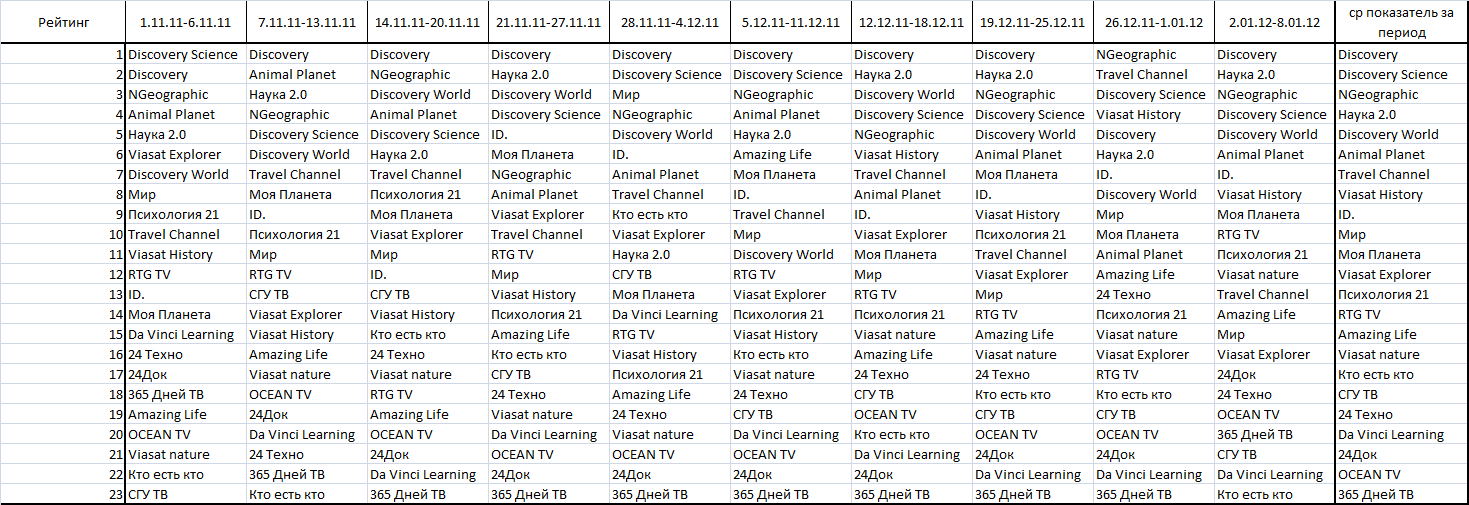 Рейтинг 1.11.11-6.11.11 7.11.11-13.11.11 14.11.11-20.11.11 21.11.11-27.11.11 28.11.11-4.12.11 5.12.11-11.12.11 12.12.11-18.12.11 19.12.11-25.12.11 26.12.11-1.01.12 2.01.12-8.01.12 ср показатель за период
1 Discovery Science Discovery Discovery Discovery Discovery Discovery Discovery Discovery NGeographic Discovery Discovery
2 Discovery Animal Planet NGeographic Наука 2.0 Discovery Science Discovery Science Наука 2.0 Наука 2.0 Travel Channel Наука 2.0 Discovery Science
3 NGeographic Наука 2.0 Discovery World Discovery World Мир NGeographic Discovery World NGeographic Discovery Science NGeographic NGeographic
4 Animal Planet NGeographic Animal Planet Discovery Science NGeographic Animal Planet Discovery Science Discovery Science Viasat History Discovery Science Наука 2.0
5 Наука 2.0 Discovery Science Discovery Science ID. Discovery World Наука 2.0 NGeographic Discovery World Discovery Discovery World Discovery World
6 Viasat Explorer Discovery World Наука 2.0 Моя Планета ID. Amazing Life Viasat History Animal Planet Наука 2.0 Animal Planet Animal Planet
7 Discovery World Travel Channel Travel Channel NGeographic Animal Planet Моя Планета Travel Channel Моя Планета ID. ID. Travel Channel
8 Мир Моя Планета Психология 21 Animal Planet Travel Channel ID. Animal Planet ID. Discovery World Viasat History Viasat History
9 Психология 21 ID. Моя Планета Viasat Explorer Кто есть кто Travel Channel ID. Viasat History Мир Моя Планета ID.
10 Travel Channel Психология 21 Viasat Explorer Travel Channel Viasat Explorer Мир Viasat Explorer Психология 21 Моя Планета RTG TV Мир
11 Viasat History Мир Мир RTG TV Наука 2.0 Discovery World Моя Планета Travel Channel Animal Planet Психология 21 Моя Планета
12 RTG TV RTG TV ID. Мир СГУ ТВ RTG TV Мир Viasat Explorer Amazing Life Viasat nature Viasat Explorer
13 ID. СГУ ТВ СГУ ТВ Viasat History Моя Планета Viasat Explorer RTG TV Мир 24 Техно Travel Channel Психология 21
14 Моя Планета Viasat Explorer Viasat History Психология 21 Da Vinci Learning Психология 21 Психология 21 RTG TV Психология 21 Amazing Life RTG TV
15 Da Vinci Learning Viasat History Кто есть кто Amazing Life RTG TV Viasat History Viasat nature Amazing Life Viasat nature Мир Amazing Life
16 24 Техно Amazing Life 24 Техно Кто есть кто Viasat History Кто есть кто Amazing Life Viasat nature Viasat Explorer Viasat Explorer Viasat nature
17 24Док Viasat nature Viasat nature СГУ ТВ Психология 21 Viasat nature 24 Техно 24 Техно RTG TV 24Док Кто есть кто
18 365 Дней ТВ OCEAN TV RTG TV 24 Техно Amazing Life 24 Техно СГУ ТВ Кто есть кто Кто есть кто 24 Техно СГУ ТВ
19 Amazing Life 24Док Amazing Life Viasat nature 24 Техно СГУ ТВ OCEAN TV СГУ ТВ СГУ ТВ OCEAN TV 24 Техно
20 OCEAN TV Da Vinci Learning OCEAN TV Da Vinci Learning Viasat nature Da Vinci Learning Кто есть кто OCEAN TV OCEAN TV 365 Дней ТВ Da Vinci Learning
21 Viasat nature 24 Техно 24Док OCEAN TV OCEAN TV OCEAN TV Da Vinci Learning 24Док 24Док СГУ ТВ 24Док
22 Кто есть кто 365 Дней ТВ Da Vinci Learning 24Док 24Док 24Док 24Док Da Vinci Learning Da Vinci Learning Da Vinci Learning OCEAN TV
23 СГУ ТВ Кто есть кто 365 Дней ТВ 365 Дней ТВ 365 Дней ТВ 365 Дней ТВ 365 Дней ТВ 365 Дней ТВ 365 Дней ТВ Кто есть кто 365 Дней ТВ